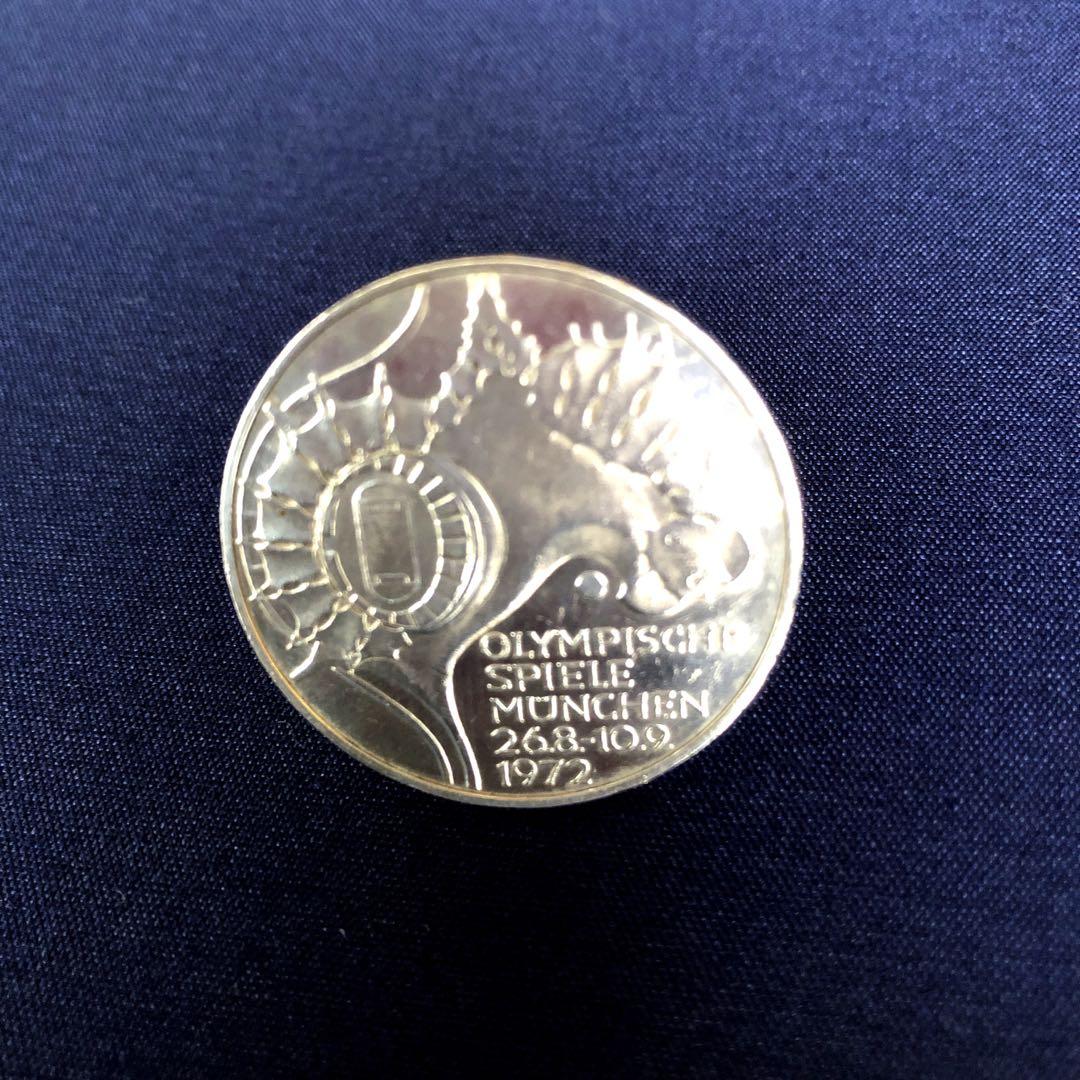 OLYMPISCHE
SPIELE
MÜNCHEN
26.8.-10.9.
1972